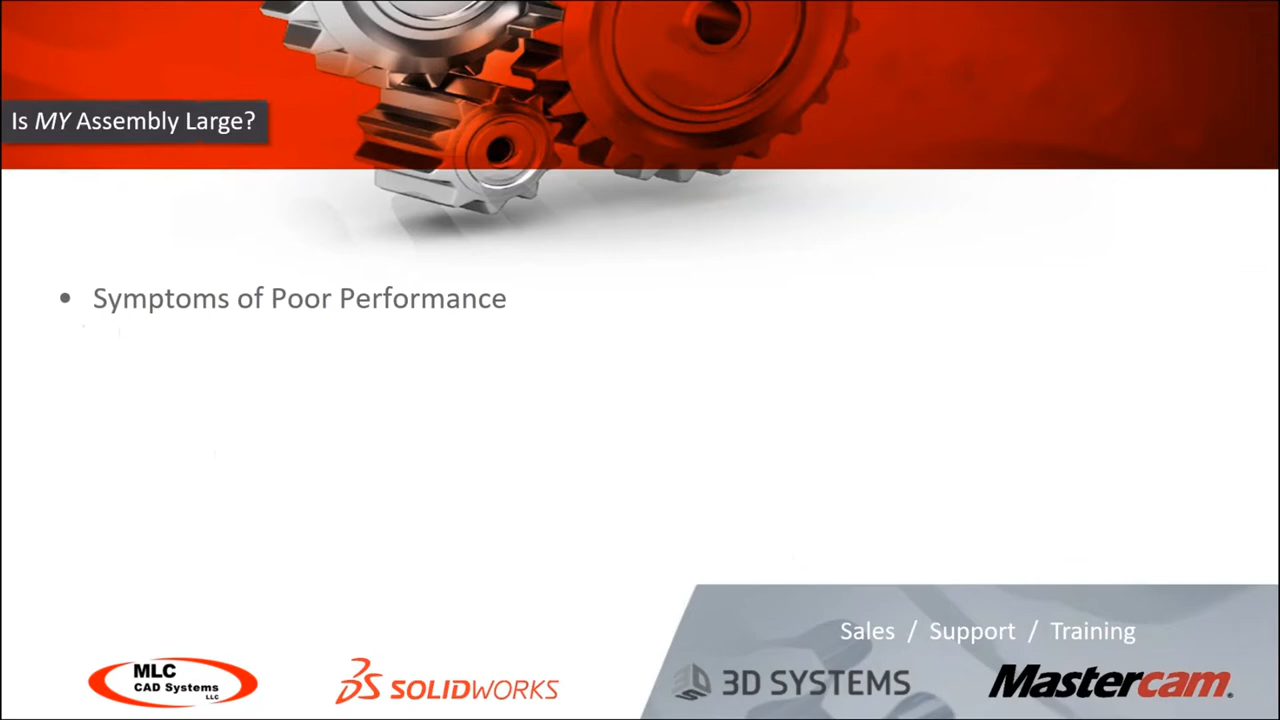 Is MY Assembly Large?
• Symptoms of Poor Performance
Sales / Support / Training
MLC
CAD Systems
LLC
SOLIDWORKS
3D SYSTEMS
Mastercam.